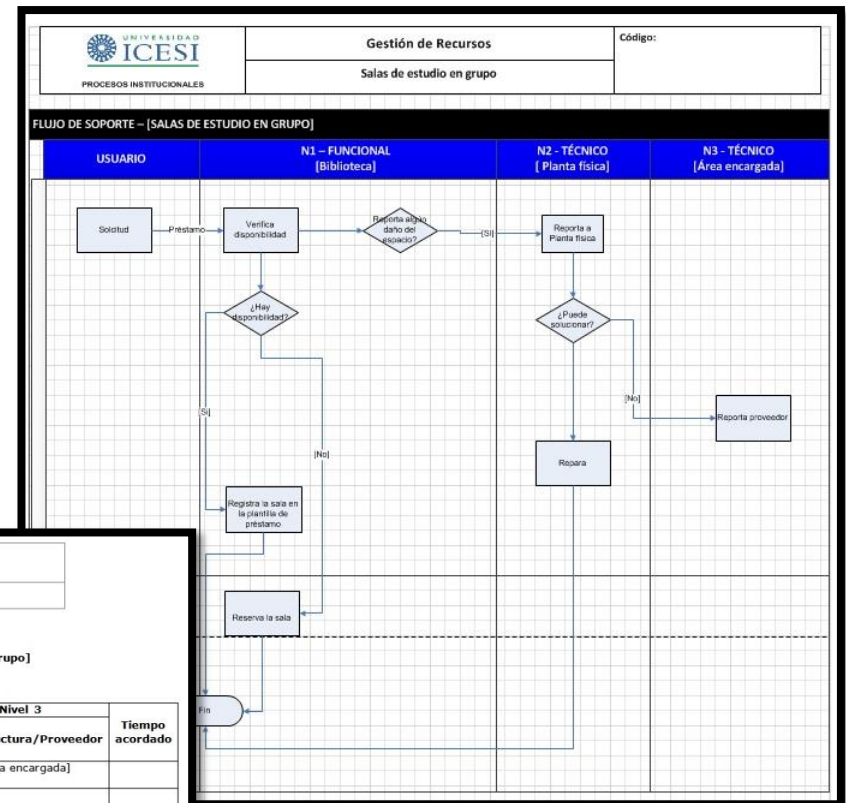 UNIVERSIDAD
ICESI
PROCESOS INSTITUCIONALES
Gestión de Recursos
Salas de estudio en grupo
Código:
FLUJO DE SOPORTE – [SALAS DE ESTUDIO EN GRUPO]
USUARIO
N1 – FUNCIONAL
[Biblioteca]
N2 - TÉCNICO
[ Planta física]
N3 - TÉCNICO
[Área encargada]
Solicitud
Préstamo
Verifica
disponibilidad
Reporta algún
daño del
espacio?
[Si]
Reporta a
Planta física
¿Hay
disponibilidad?
¿Puede
solucionar?
[Si]
[No]
[No]
Reporta proveedor
Repara
Registra la sala en
la plantilla de
préstamo
Reserva la sala
Fin
rupo]
Nivel 3
Tiempo
acordado
ctura/Proveedor
a encargada]